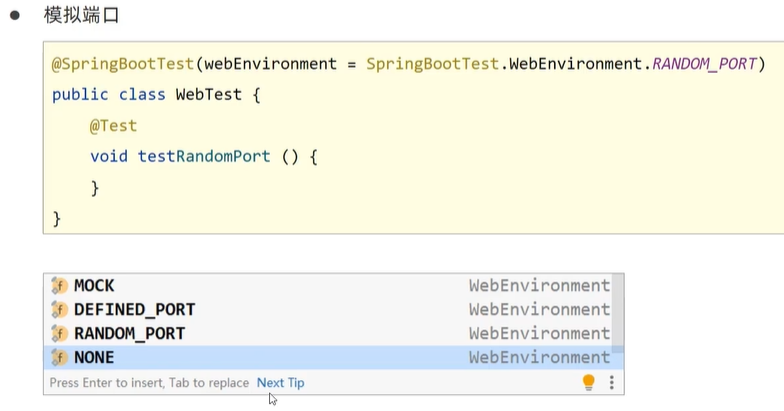 模拟端口
@SpringBootTest(webEnvironment = SpringBootTest.WebEnvironment.RANDOM_PORT)
public class WebTest {
@Test
void testRandomPort () {
}
}
MOCK WebEnvironment
DEFINED_PORT WebEnvironment
RANDOM_PORT WebEnvironment
NONE WebEnvironment
Press Enter to insert, Tab to replace Next Tip